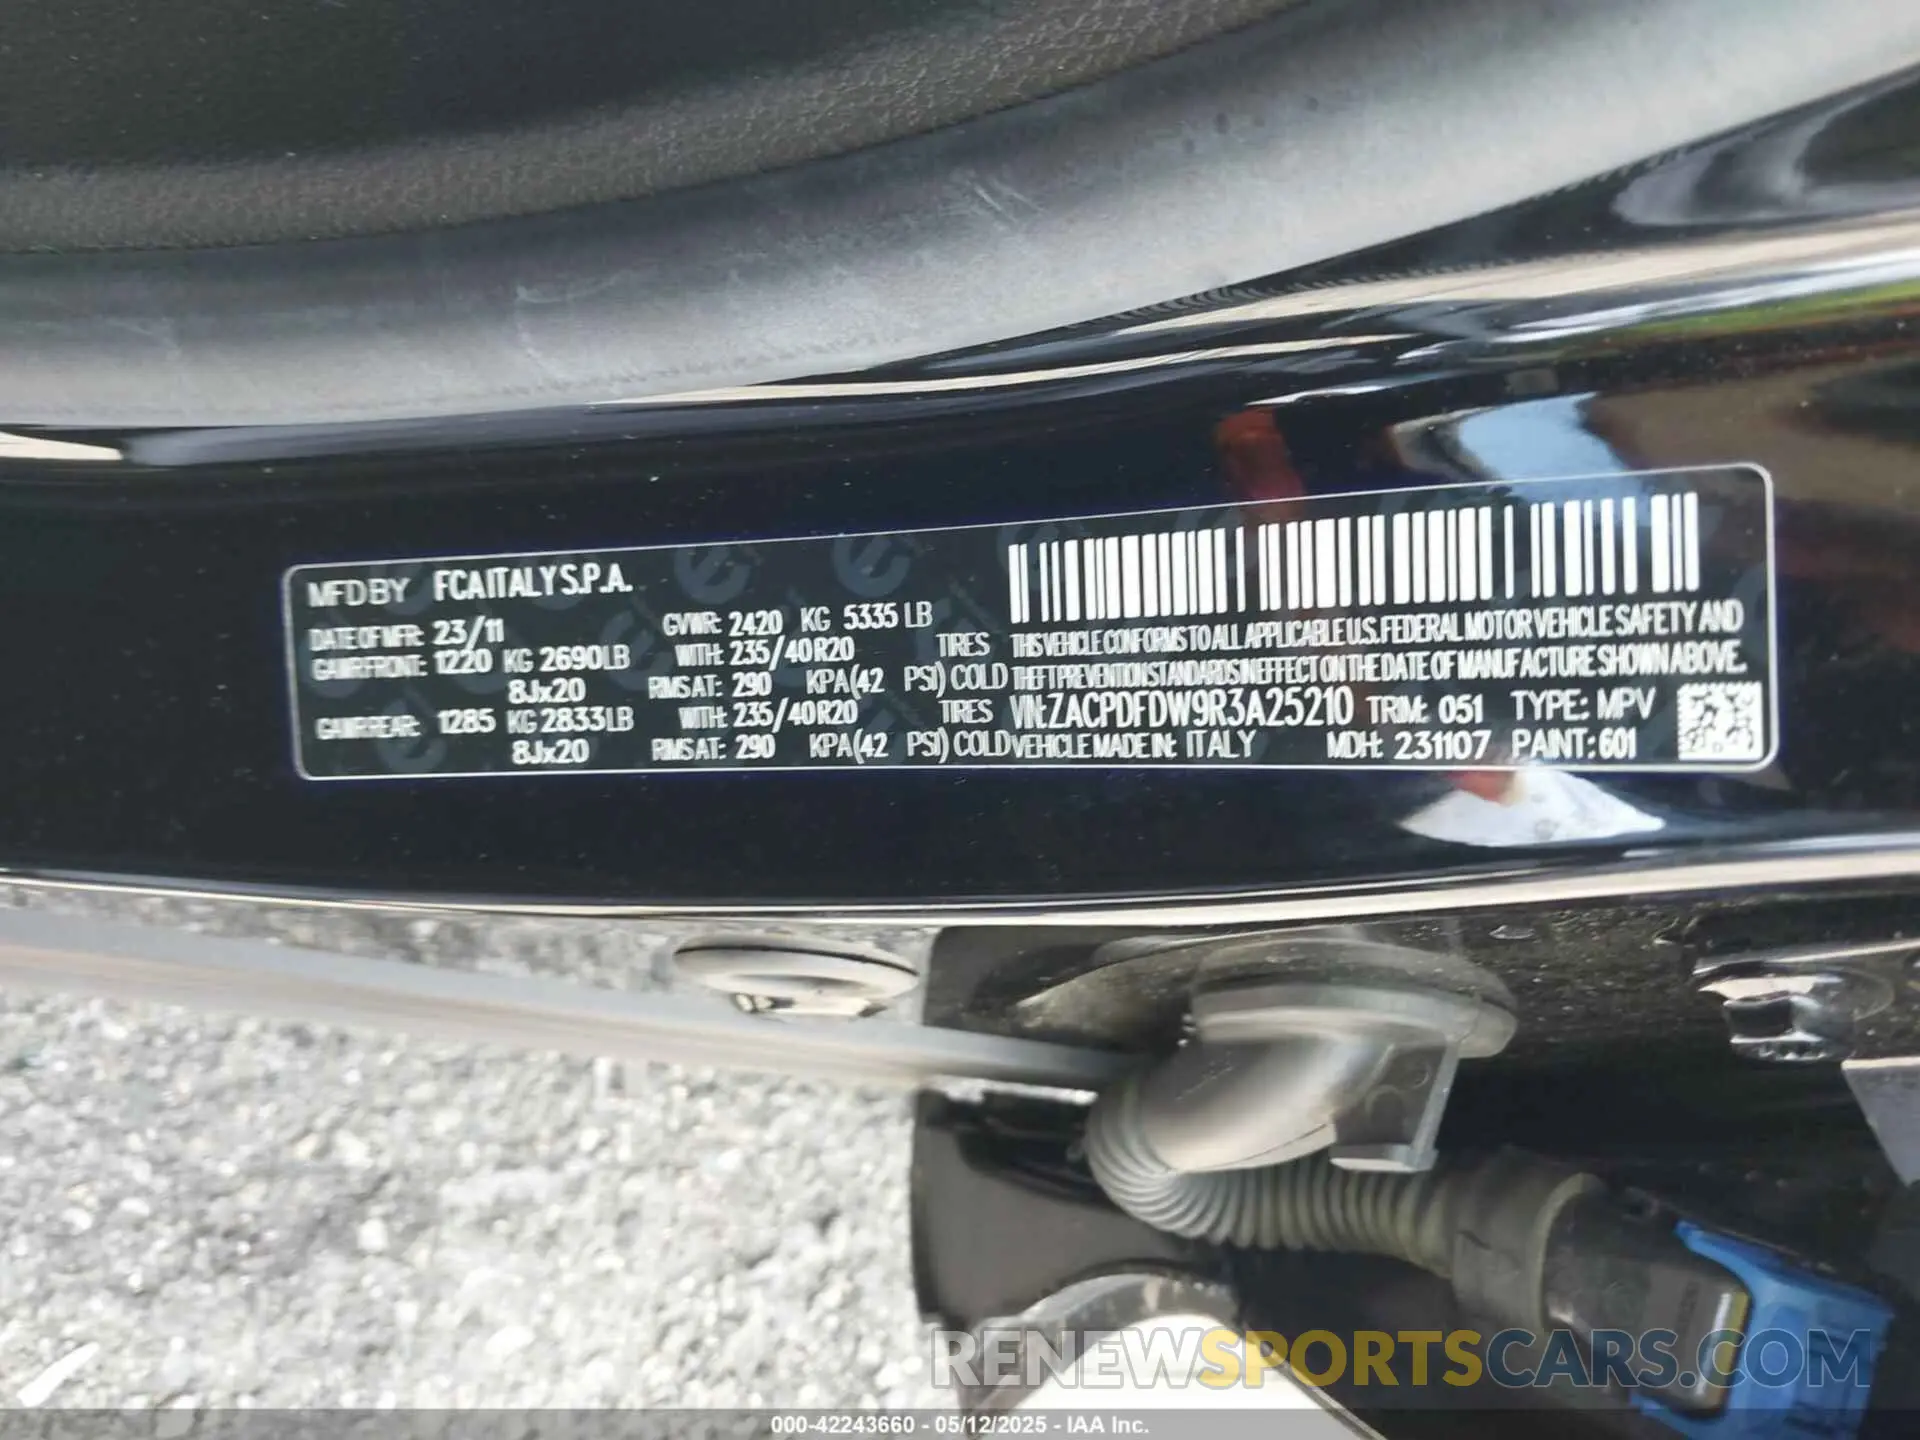 MFD BY FCA ITALY S.P.A.
DATE OF MFR: 23/11 GVWR: 2420 KG 5335 LB
GAWR FRONT: 1220 KG 2690LB WITH: 235/40R20 TIRES
8Jx20 RIMS AT: 290 KPA(42 PSI) COLD
GAWR REAR: 1285 KG 2833LB WITH: 235/40R20 TIRES
8Jx20 RIMS AT: 290 KPA(42 PSI) COLD
THIS VEHICLE CONFORMS TO ALL APPLICABLE U.S. FEDERAL MOTOR VEHICLE SAFETY AND
THEFT PREVENTION STANDARDS IN EFFECT ON THE DATE OF MANUFACTURE SHOWN ABOVE.
VIN: ZACPDFDW9R3A25210 TRIM: 051 TYPE: MPV
VEHICLE MADE IN: ITALY MDH: 231107 PAINT: 601
RENEWSPORTSCARS.COM
000-42243660 - 05/12/2025 - IAA Inc.